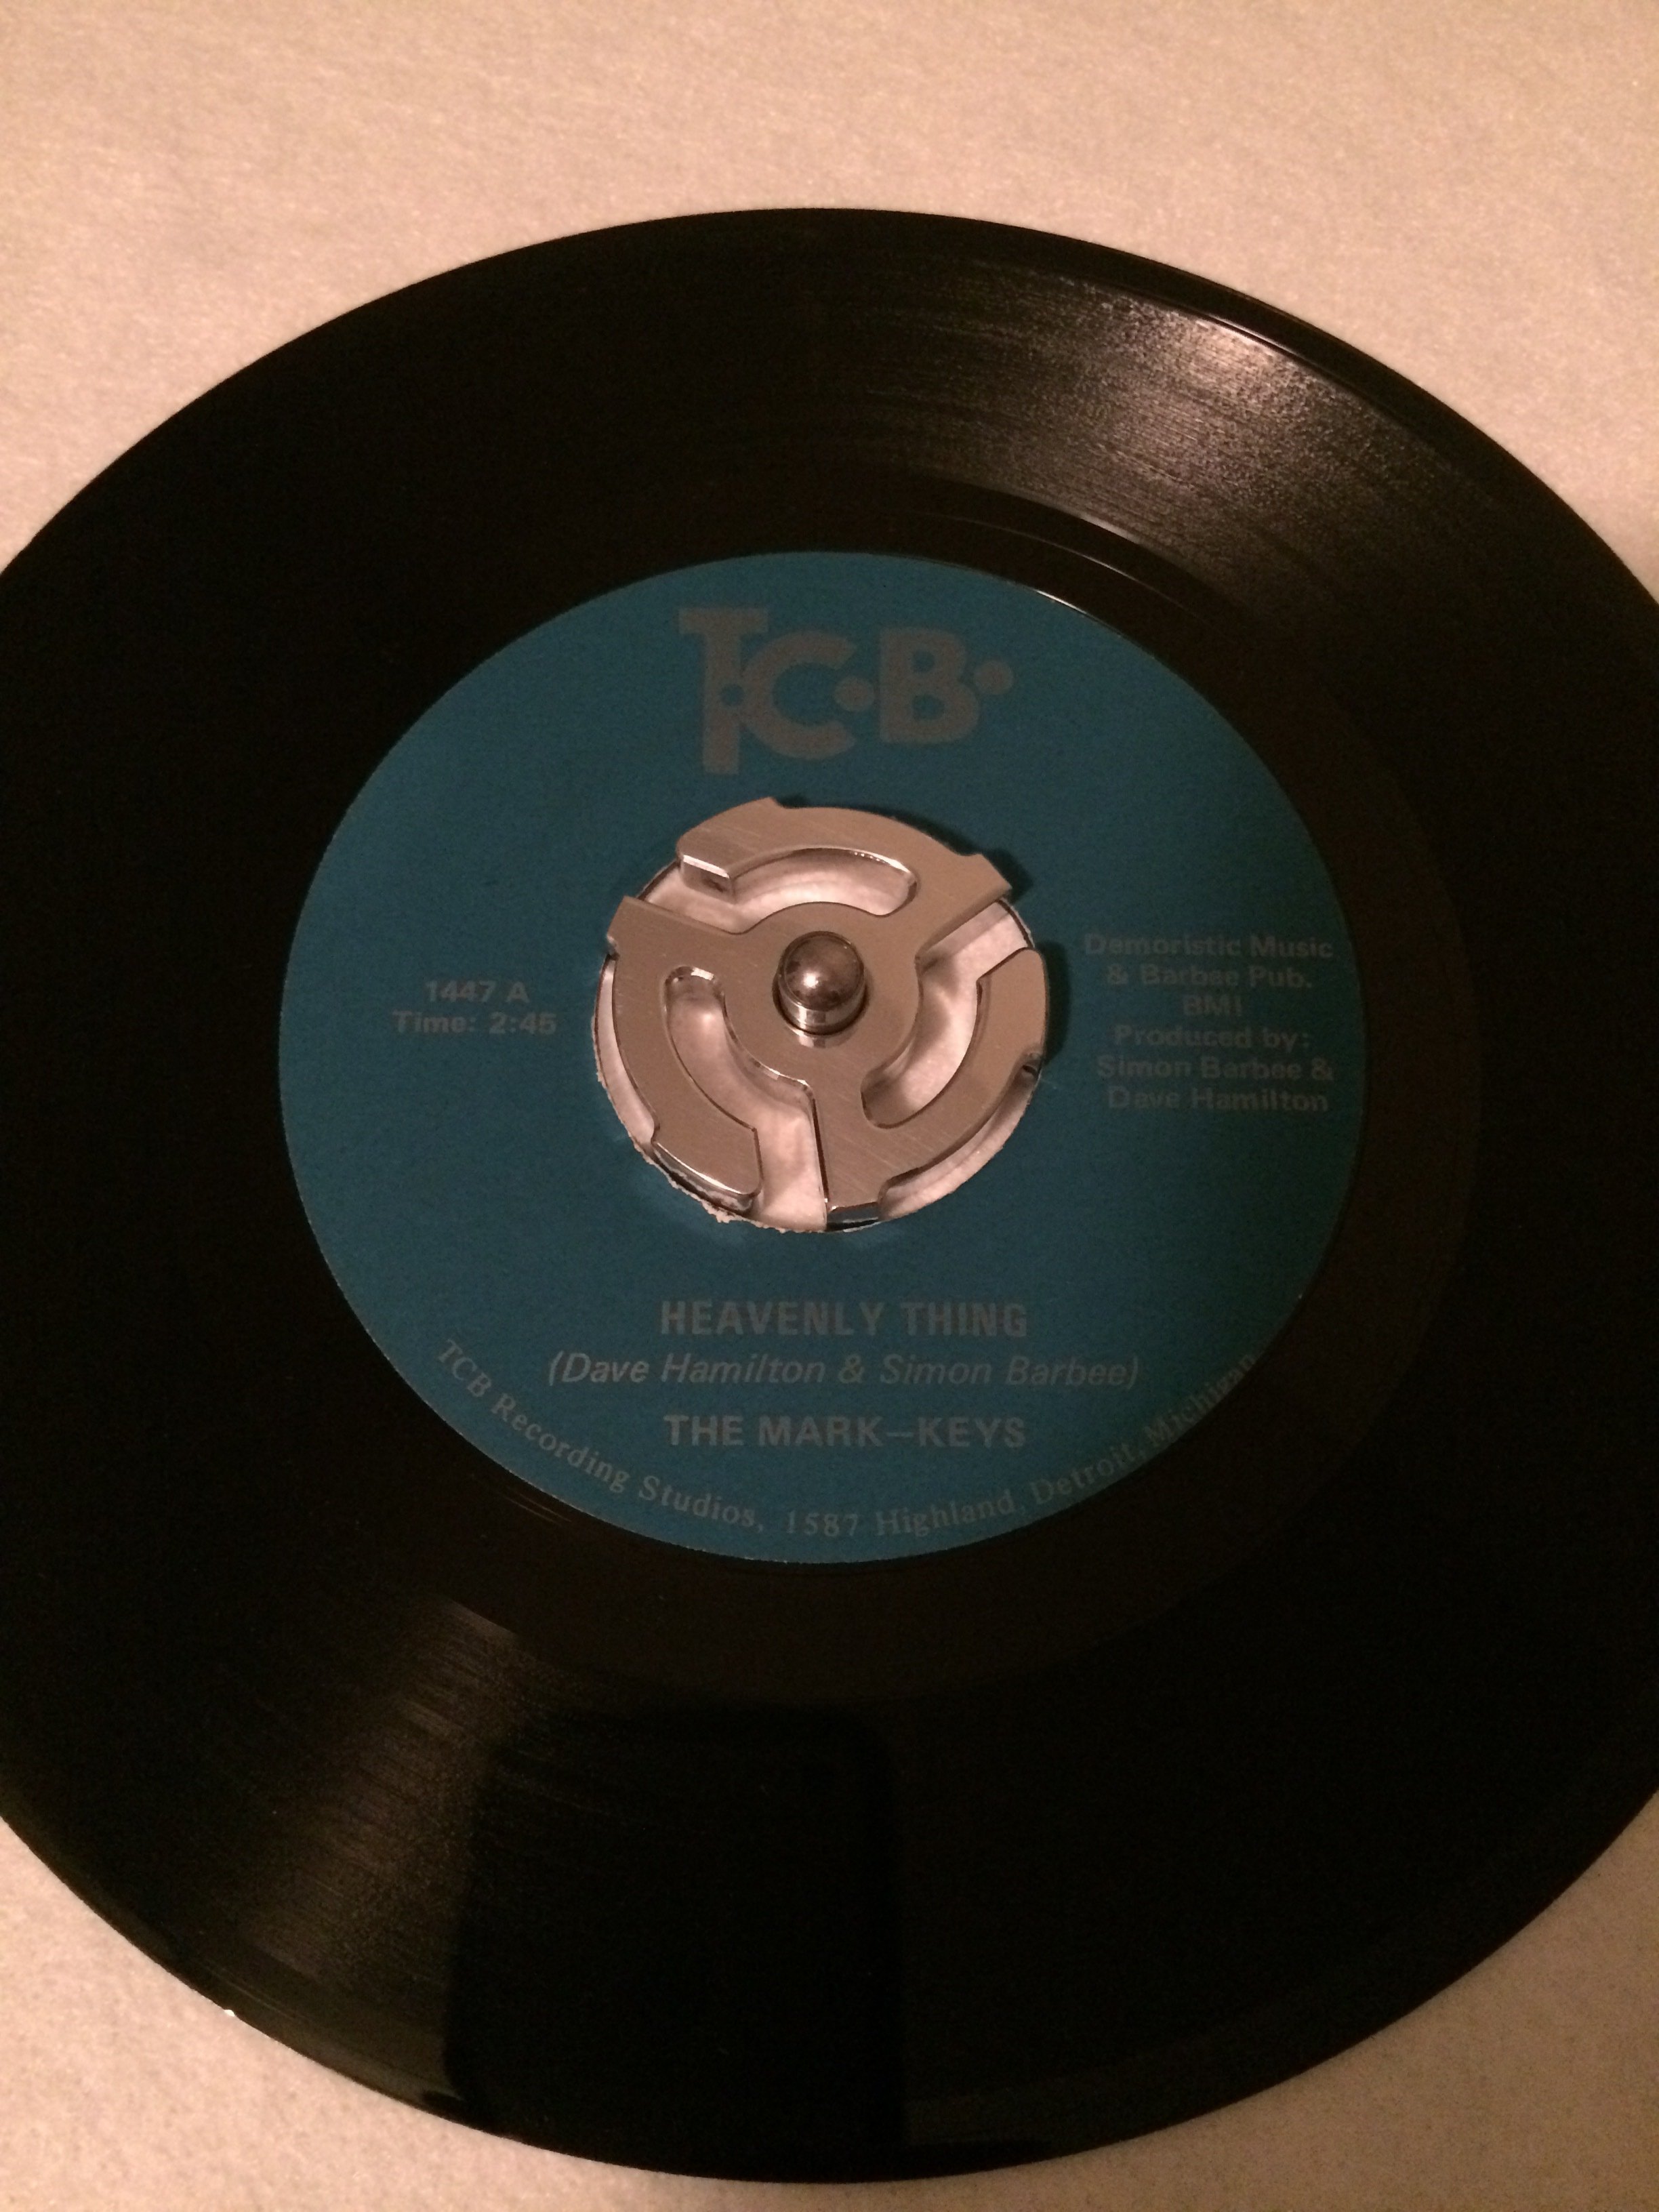 T.C.B.
1447 A
Time: 2:45
Demoristic Music
& Barbee Pub.
BMI
Produced by:
Simon Barbee &
Dave Hamilton
HEAVENLY THING
(Dave Hamilton & Simon Barbee)
THE MARK-KEYS
TCB Recording Studios, 1587 Highland, Detroit, Michigan